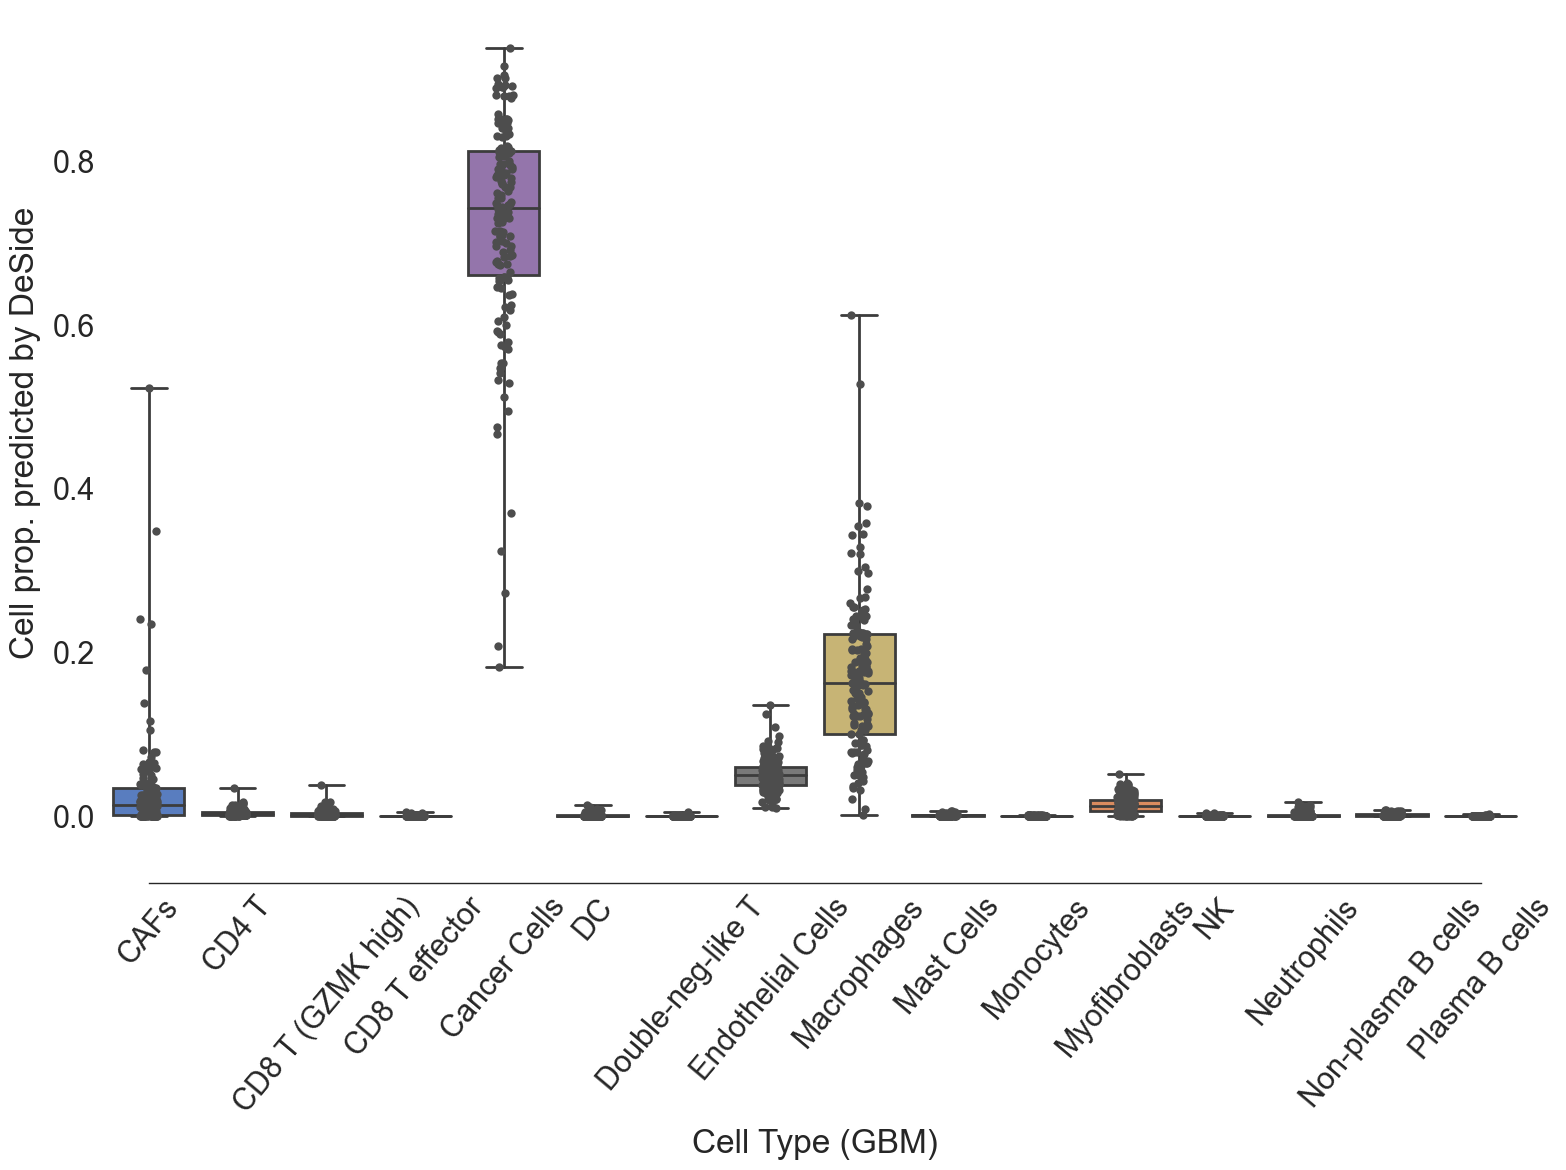 Cell prop. predicted by DeSide
0.8
0.6
0.4
0.2
0.0
CAFs
CD4 T
CD8 T (GZMK high)
CD8 T effector
Cancer Cells
DC
Double-neg-like T
Endothelial Cells
Macrophages
Mast Cells
Monocytes
Myofibroblasts
NK
Neutrophils
Non-plasma B cells
Plasma B cells
Cell Type (GBM)